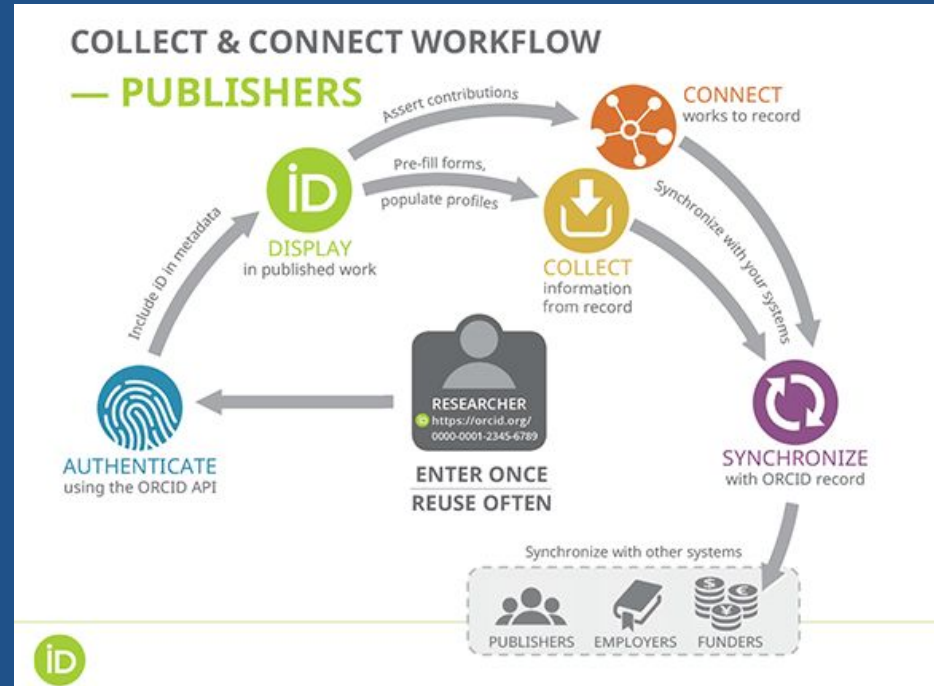 COLLECT & CONNECT WORKFLOW
— PUBLISHERS
Assert contributions
CONNECT
works to record
Pre-fill forms,
populate profiles
iD
DISPLAY
in published work
Include iD in metadata
COLLECT
information
from record
Synchronize with your systems
RESEARCHER
iD https://orcid.org/
0000-0001-2345-6789
AUTHENTICATE
using the ORCID API
ENTER ONCE
REUSE OFTEN
SYNCHRONIZE
with ORCID record
Synchronize with other systems
$ € ¥
PUBLISHERS EMPLOYERS FUNDERS
iD